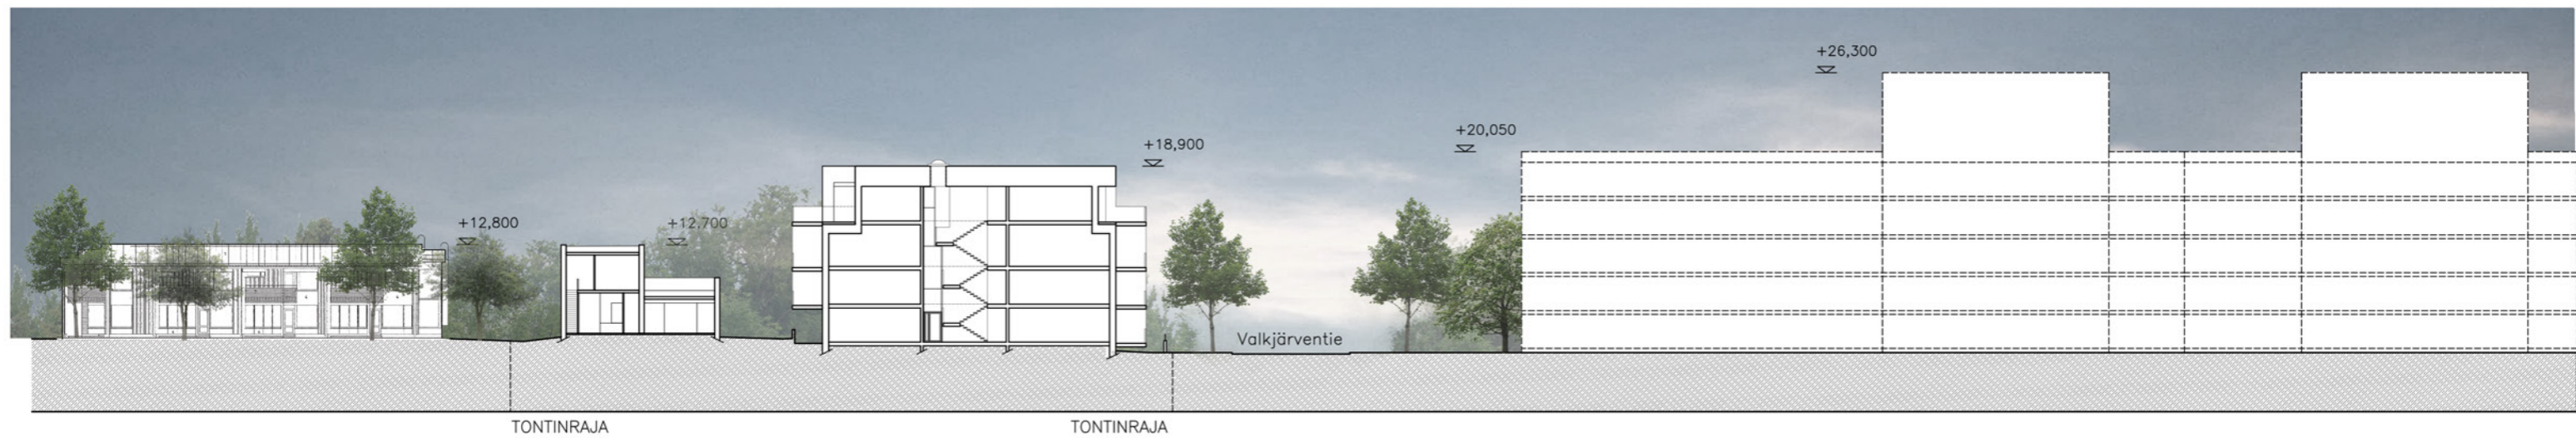 +26,300
+20,050
+18,900
+12,800
+12.700
Valkjärventie
TONTINRAJA
TONTINRAJA